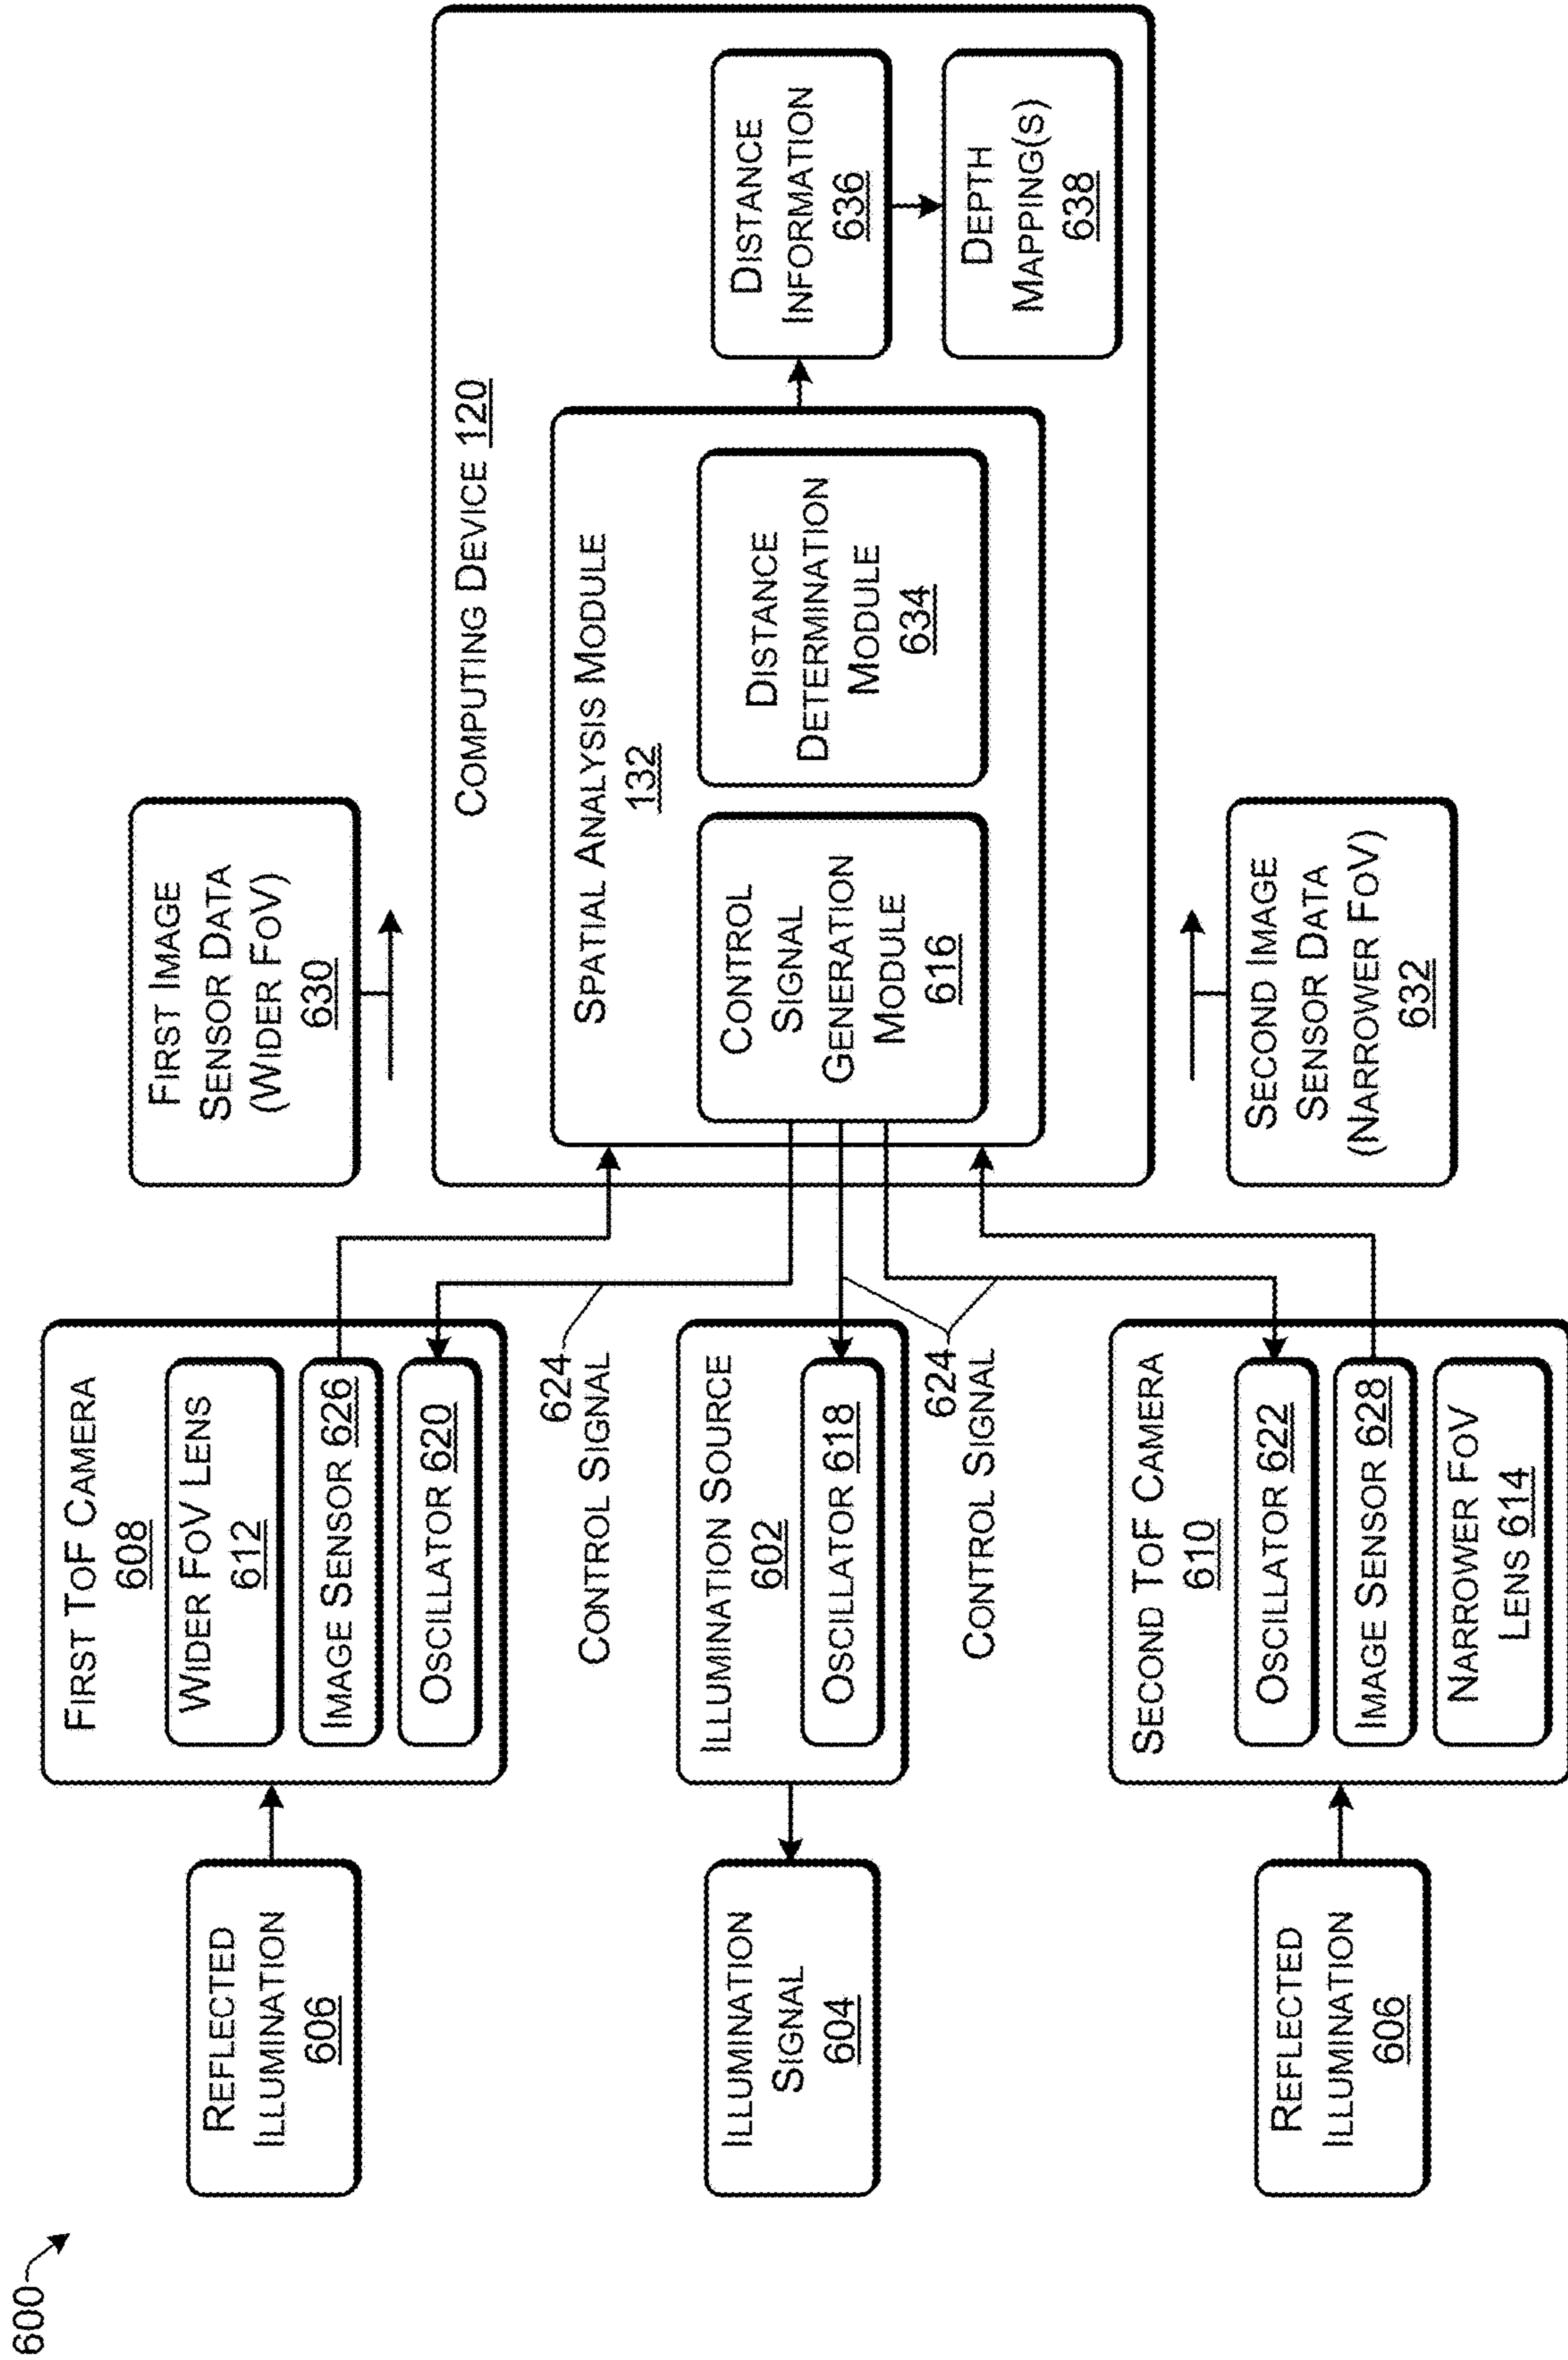 600
REFLECTED
ILLUMINATION
606
FIRST TOF CAMERA
608
WIDER FOV LENS
612
IMAGE SENSOR 626
OSCILLATOR 620
624
CONTROL SIGNAL
FIRST IMAGE
SENSOR DATA
(WIDER FOV)
630
ILLUMINATION
SIGNAL
604
ILLUMINATION SOURCE
602
OSCILLATOR 618
624
CONTROL SIGNAL
COMPUTING DEVICE 120
SPATIAL ANALYSIS MODULE
132
CONTROL
SIGNAL
GENERATION
MODULE
616
DISTANCE
DETERMINATION
MODULE
634
DISTANCE
INFORMATION
636
DEPTH
MAPPING(S)
638
REFLECTED
ILLUMINATION
606
SECOND TOF CAMERA
610
OSCILLATOR 622
IMAGE SENSOR 628
NARROWER FOV
LENS 614
SECOND IMAGE
SENSOR DATA
(NARROWER FOV)
632